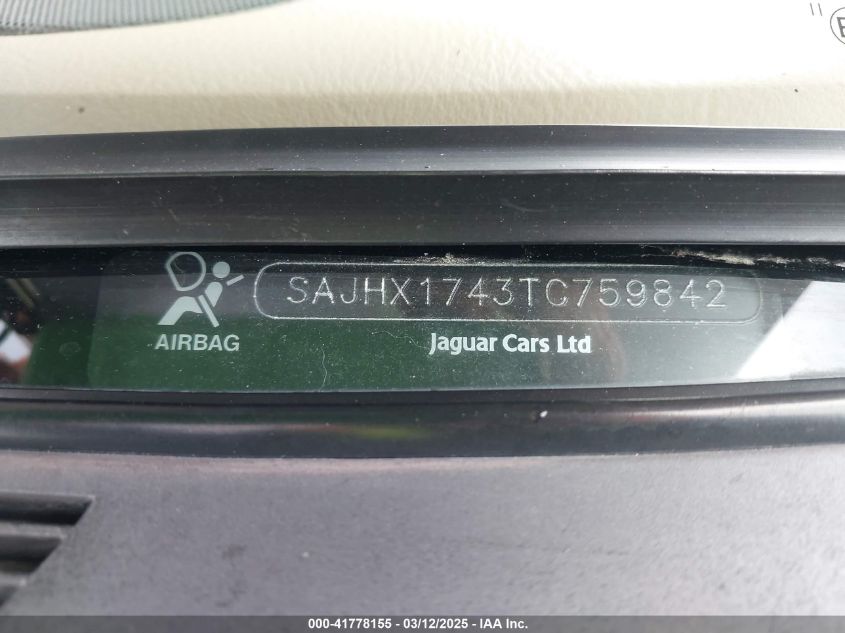 SAJHX1743TC759842
AIRBAG
Jaguar Cars Ltd
000-41778155 - 03/12/2025 - IAA Inc.